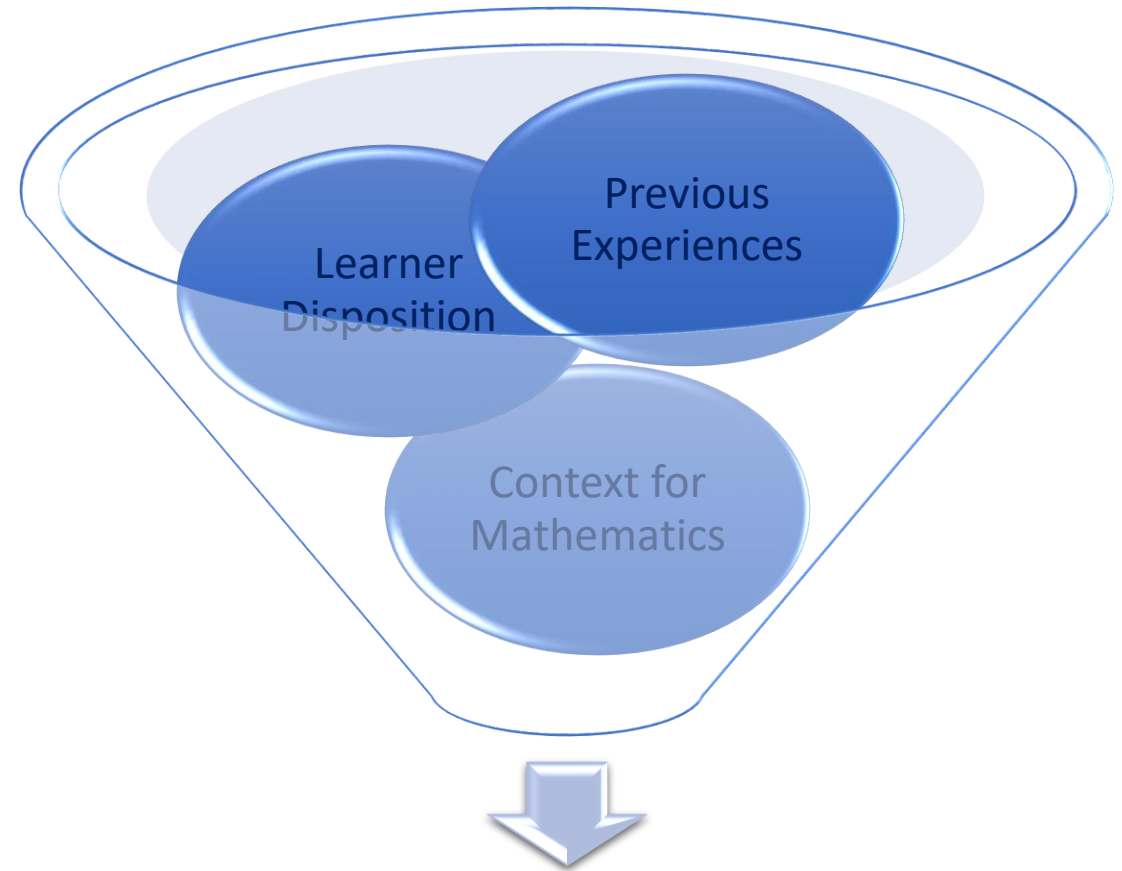 Previous
Experiences
Learner
Disposition
Context for
Mathematics